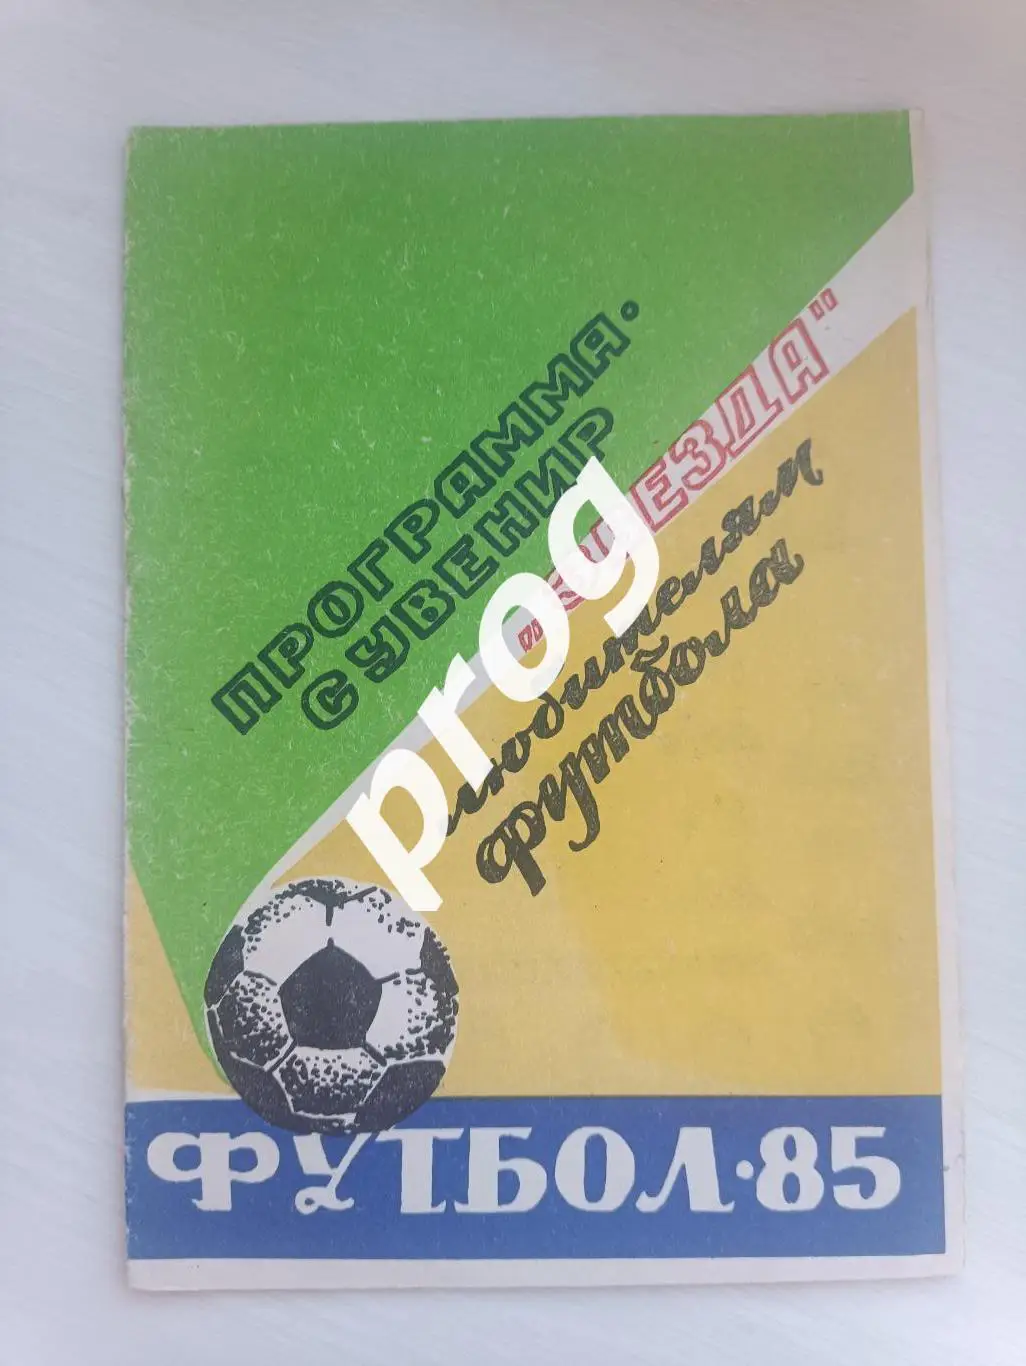 ПРОГРАММА·
СУВЕНИР
„ЗВЕЗДА"
любителям
футбола
prog
ФУТБОЛ·85